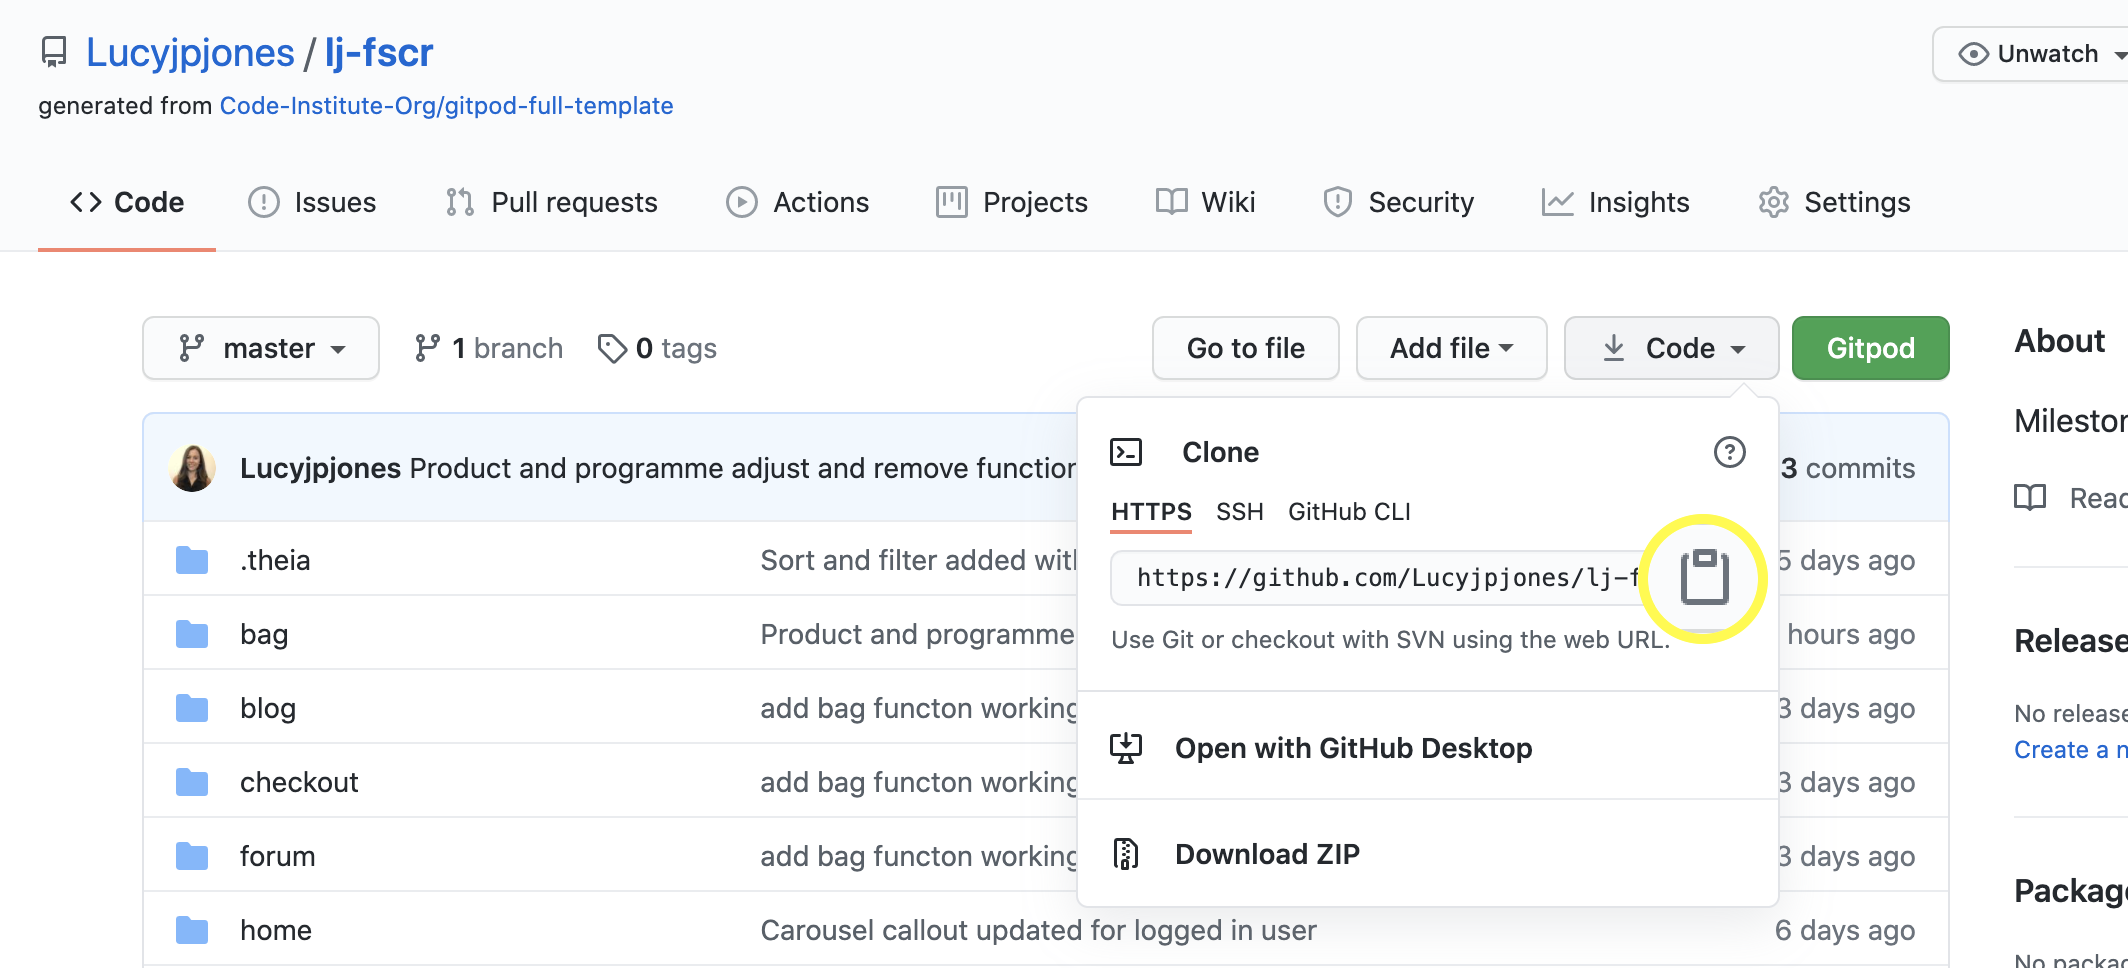 Lucyjpjones / lj-fscr
Unwatch
generated from Code-Institute-Org/gitpod-full-template
Code
Issues
Pull requests
Actions
Projects
Wiki
Security
Insights
Settings
master
1 branch
0 tags
Go to file
Add file
Code
Gitpod
About
Lucyjpjones Product and programme adjust and remove function
3 commits
Clone
HTTPS SSH GitHub CLI
https://github.com/Lucyjpjones/lj-f
Use Git or checkout with SVN using the web URL.
Open with GitHub Desktop
Download ZIP
.theia Sort and filter added wit 5 days ago
bag Product and programme hours ago
blog add bag functon working 3 days ago
checkout add bag functon working 3 days ago
forum add bag functon working 3 days ago
home Carousel callout updated for logged in user 6 days ago
Mileston
Read
Release
No release
Create a n
Package
No packag